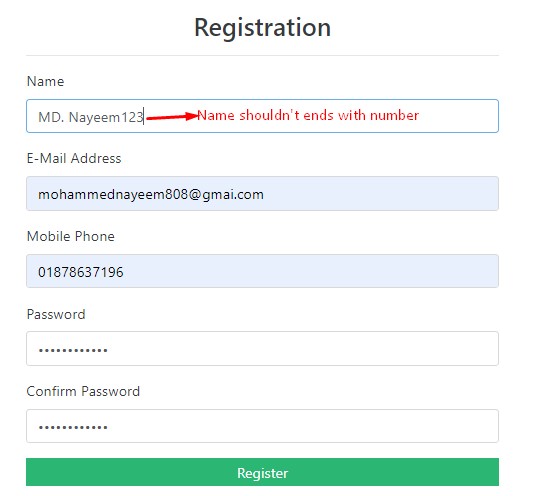 Registration
Name
MD. Nayeem123 Name shouldn't ends with number
E-Mail Address
mohammednayeem808@gmai.com
Mobile Phone
01878637196
Password
••••••••••••
Confirm Password
••••••••••••
Register